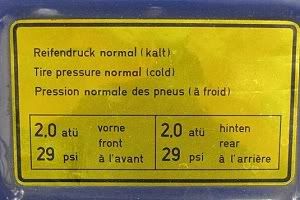 Reifendruck normal (kalt)
Tire pressure normal (cold)
Pression normale des pneus (à froid)
2,0 atü vorne 2,0 atü hinten
front rear
29 psi à l'avant 29 psi à l'arrière